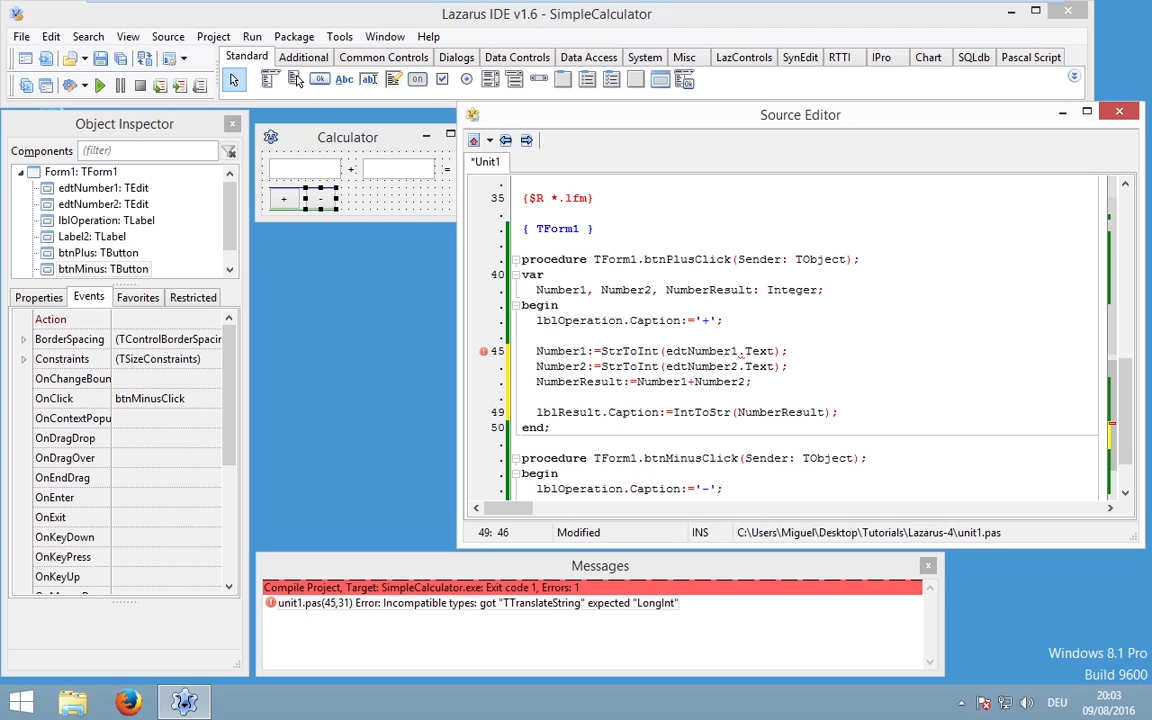 Lazarus IDE v1.6 - SimpleCalculator
File Edit Search View Source Project Run Package Tools Window Help
Standard Additional Common Controls Dialogs Data Controls Data Access System Misc LazControls SynEdit RTTI IPro Chart SQLdb Pascal Script
Ok Abc ab on Ok
Object Inspector
Components (filter)
Form1: TForm1
edtNumber1: TEdit
edtNumber2: TEdit
lblOperation: TLabel
Label2: TLabel
btnPlus: TButton
btnMinus: TButton
Properties Events Favorites Restricted
Action
BorderSpacing (TControlBorderSpacin
Constraints (TSizeConstraints)
OnChangeBoun
OnClick btnMinusClick
OnContextPopu
OnDragDrop
OnDragOver
OnEndDrag
OnEnter
OnExit
OnKeyDown
OnKeyPress
OnKeyUp
Calculator
+ =
+ -
Source Editor
*Unit1
35 {$R *.lfm}
{ TForm1 }
procedure TForm1.btnPlusClick(Sender: TObject);
40 var
Number1, Number2, NumberResult: Integer;
begin
lblOperation.Caption:='+';
45 Number1:=StrToInt(edtNumber1.Text);
Number2:=StrToInt(edtNumber2.Text);
NumberResult:=Number1+Number2;
49 lblResult.Caption:=IntToStr(NumberResult);
50 end;
procedure TForm1.btnMinusClick(Sender: TObject);
begin
lblOperation.Caption:='-';
49: 46 Modified INS C:\Users\Miguel\Desktop\Tutorials\Lazarus-4\unit1.pas
Messages
Compile Project, Target: SimpleCalculator.exe: Exit code 1, Errors: 1
unit1.pas(45,31) Error: Incompatible types: got "TTranslateString" expected "LongInt"
Windows 8.1 Pro
Build 9600
DEU
20:03
09/08/2016